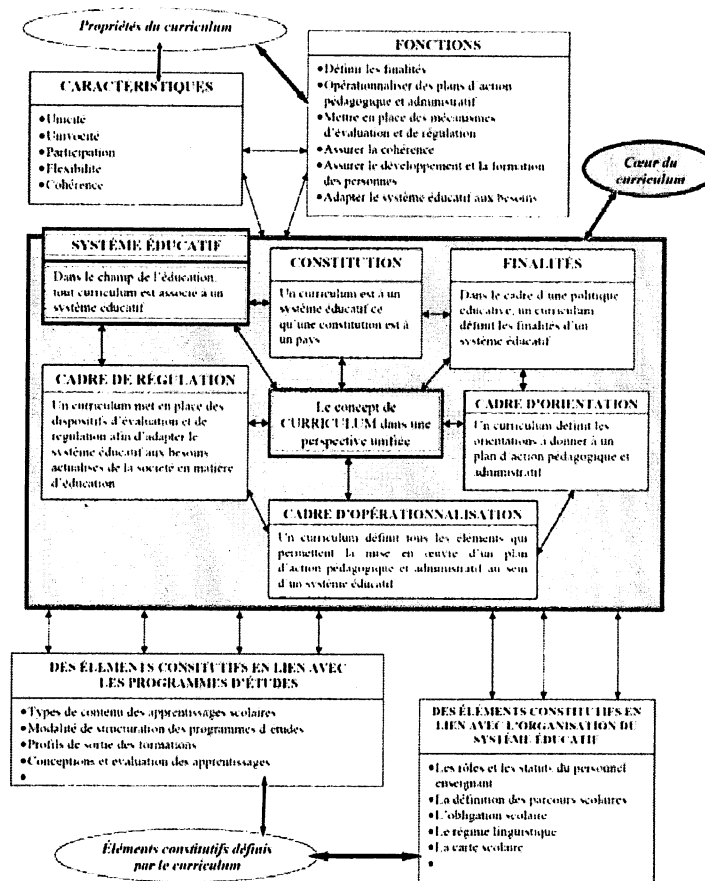 Propriétés du curriculum
FONCTIONS
•Définir les finalités
•Opérationnaliser des plans d'action
pédagogique et administratif
•Mettre en place des mécanismes
d'évaluation et de régulation
•Assurer la cohérence
•Assurer le développement et la formation
des personnes
•Adapter le système éducatif aux besoins
CARACTÉRISTIQUES
•Unicité
•Univocité
•Participation
•Flexibilité
•Cohérence
Cœur du
curriculum
SYSTÈME ÉDUCATIF
Dans le champ de l'éducation,
tout curriculum est associé à un
système éducatif
CONSTITUTION
Un curriculum est à un
système éducatif ce
qu'une constitution est à
un pays
FINALITÉS
Dans le cadre d'une politique
éducative, un curriculum
définit les finalités d'un
système éducatif
CADRE DE RÉGULATION
Un curriculum met en place des
dispositifs d'évaluation et de
régulation afin d'adapter le
système éducatif aux besoins
actualisés de la société en matière
d'éducation
Le concept de
CURRICULUM dans une
perspective unifiée
CADRE D'ORIENTATION
Un curriculum définit les
orientations à donner à un
plan d'action pédagogique et
administratif
CADRE D'OPÉRATIONNALISATION
Un curriculum définit tous les éléments qui
permettent la mise en œuvre d'un plan
d'action pédagogique et administratif au sein
d'un système éducatif
DES ÉLÉMENTS CONSTITUTIFS EN LIEN AVEC
LES PROGRAMMES D'ÉTUDES
•Types de contenu des apprentissages scolaires
•Modalité de structuration des programmes d'études
•Profils de sortie des formations
•Conceptions et évaluation des apprentissages
•
DES ÉLÉMENTS CONSTITUTIFS EN
LIEN AVEC L'ORGANISATION DU
SYSTÈME ÉDUCATIF
•Les rôles et les statuts du personnel
enseignant
•La définition des parcours scolaires
•L'obligation scolaire
•Le régime linguistique
•La carte scolaire
•
Éléments constitutifs définis
par le curriculum